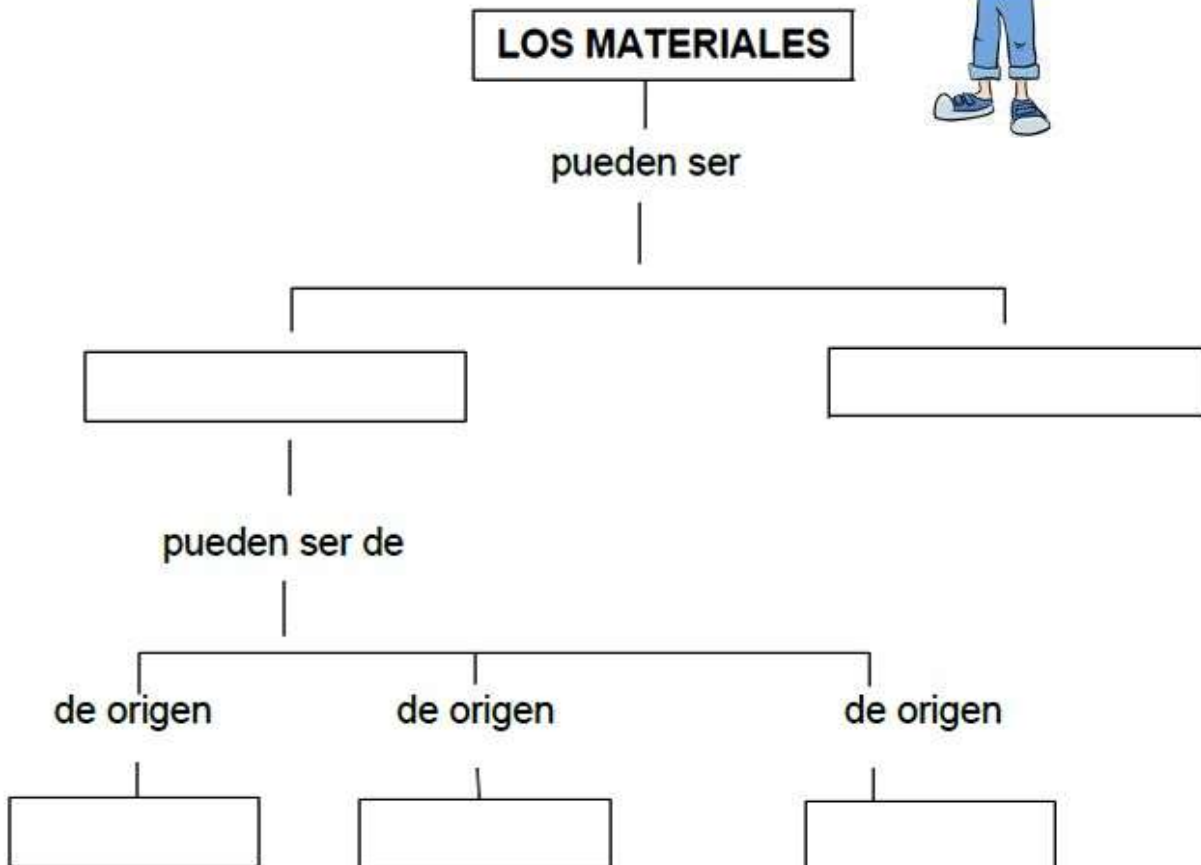 LOS MATERIALES
pueden ser
pueden ser de
de origen
de origen
de origen